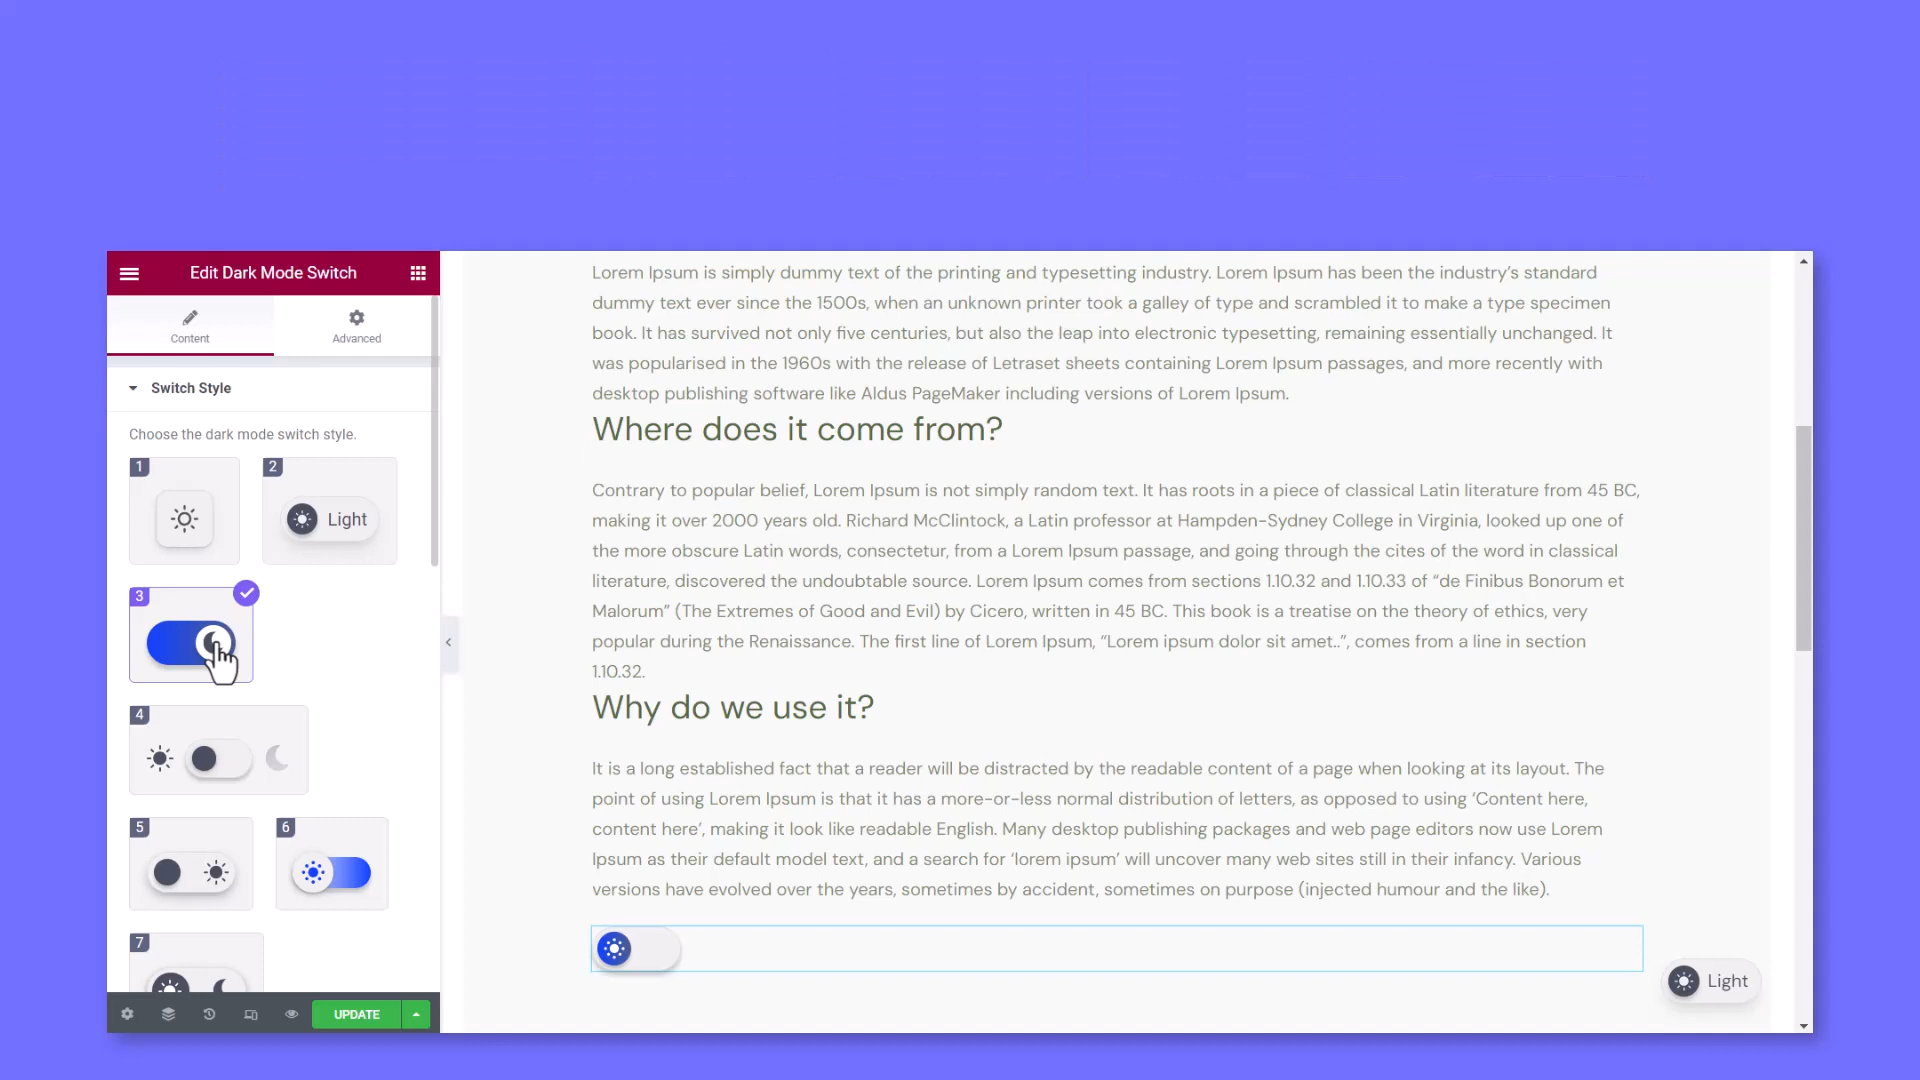 Edit Dark Mode Switch
Content
Advanced
Switch Style
Choose the dark mode switch style.
1
2
Light
3
4
5
6
7
UPDATE
Lorem Ipsum is simply dummy text of the printing and typesetting industry. Lorem Ipsum has been the industry’s standard
dummy text ever since the 1500s, when an unknown printer took a galley of type and scrambled it to make a type specimen
book. It has survived not only five centuries, but also the leap into electronic typesetting, remaining essentially unchanged. It
was popularised in the 1960s with the release of Letraset sheets containing Lorem Ipsum passages, and more recently with
desktop publishing software like Aldus PageMaker including versions of Lorem Ipsum.
Where does it come from?
Contrary to popular belief, Lorem Ipsum is not simply random text. It has roots in a piece of classical Latin literature from 45 BC,
making it over 2000 years old. Richard McClintock, a Latin professor at Hampden-Sydney College in Virginia, looked up one of
the more obscure Latin words, consectetur, from a Lorem Ipsum passage, and going through the cites of the word in classical
literature, discovered the undoubtable source. Lorem Ipsum comes from sections 1.10.32 and 1.10.33 of “de Finibus Bonorum et
Malorum” (The Extremes of Good and Evil) by Cicero, written in 45 BC. This book is a treatise on the theory of ethics, very
popular during the Renaissance. The first line of Lorem Ipsum, “Lorem ipsum dolor sit amet..”, comes from a line in section
1.10.32.
Why do we use it?
It is a long established fact that a reader will be distracted by the readable content of a page when looking at its layout. The
point of using Lorem Ipsum is that it has a more-or-less normal distribution of letters, as opposed to using ‘Content here,
content here’, making it look like readable English. Many desktop publishing packages and web page editors now use Lorem
Ipsum as their default model text, and a search for ‘lorem ipsum’ will uncover many web sites still in their infancy. Various
versions have evolved over the years, sometimes by accident, sometimes on purpose (injected humour and the like).
Light